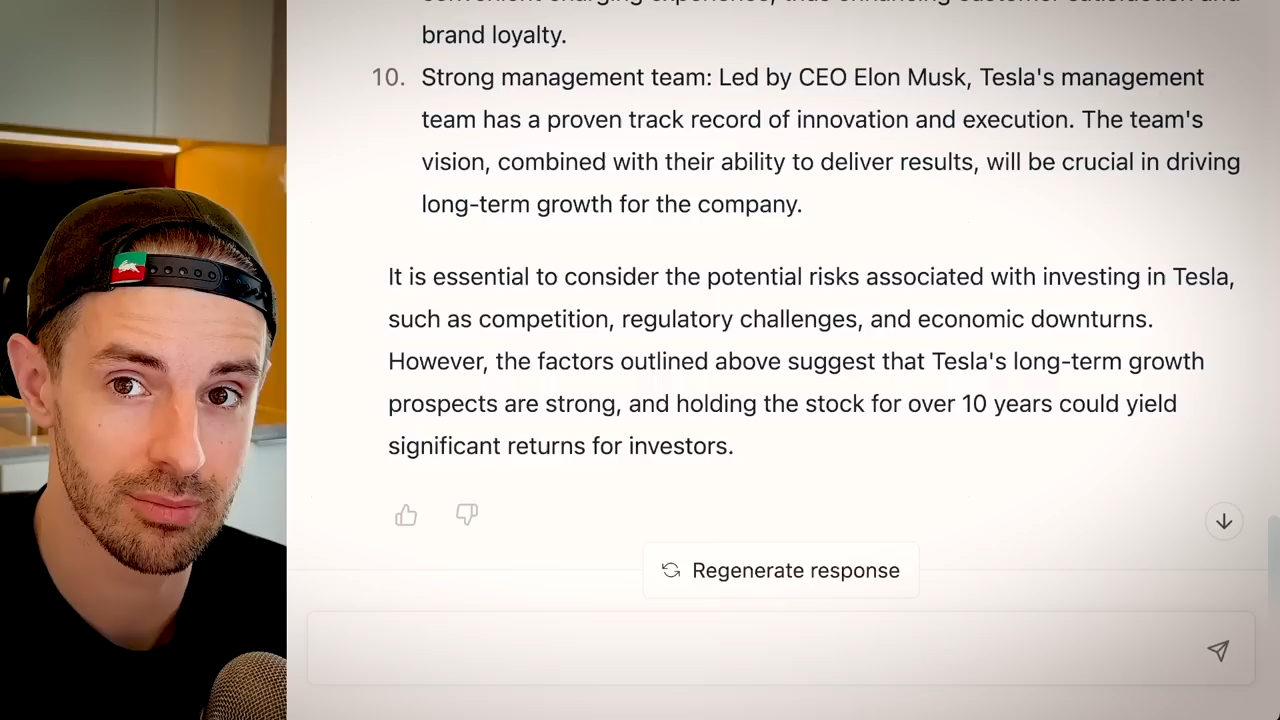 brand loyalty.
10. Strong management team: Led by CEO Elon Musk, Tesla's management
team has a proven track record of innovation and execution. The team's
vision, combined with their ability to deliver results, will be crucial in driving
long-term growth for the company.
It is essential to consider the potential risks associated with investing in Tesla,
such as competition, regulatory challenges, and economic downturns.
However, the factors outlined above suggest that Tesla's long-term growth
prospects are strong, and holding the stock for over 10 years could yield
significant returns for investors.
Regenerate response